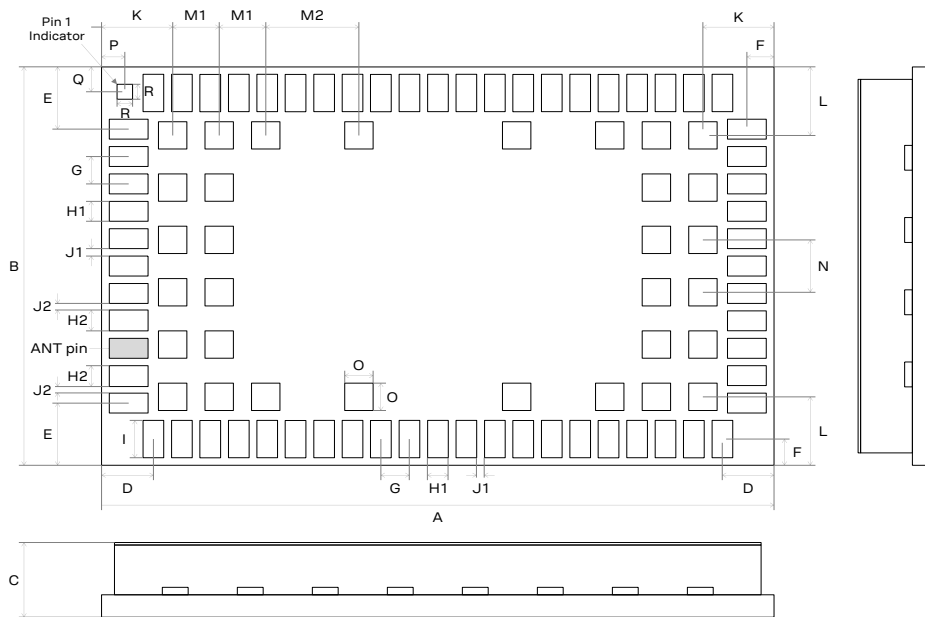 Pin 1
Indicator
K
M1
M1
M2
K
P
F
Q
E
R
R
L
G
H1
J1
B
N
J2
H2
ANT pin
O
H2
O
J2
E
I
L
F
D
G
H1
J1
D
A
C